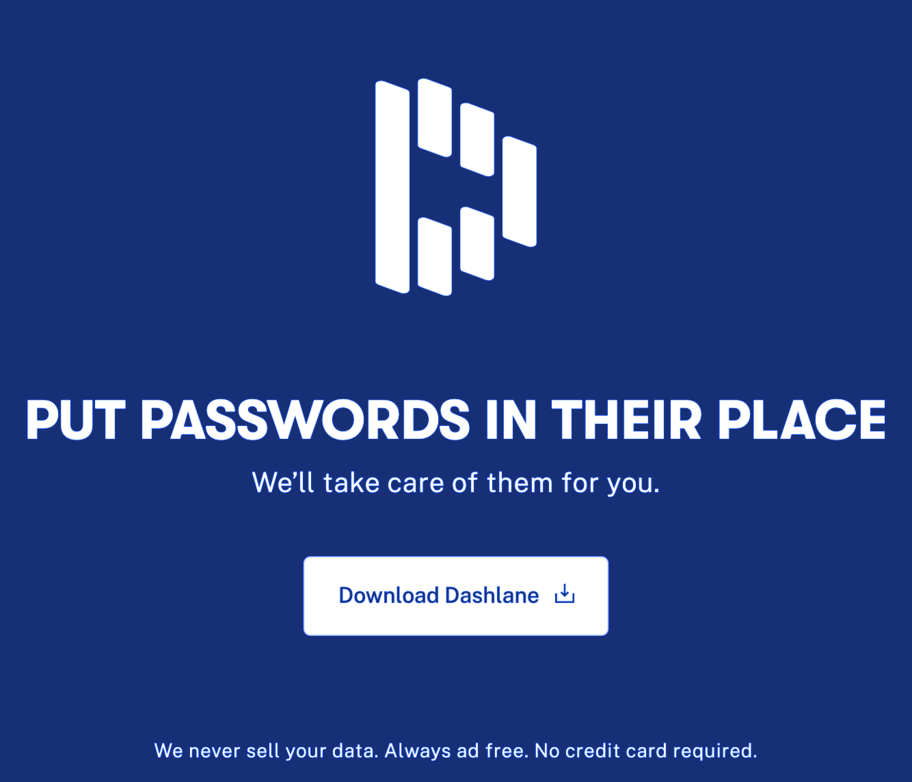 PUT PASSWORDS IN THEIR PLACE
We’ll take care of them for you.
Download Dashlane
We never sell your data. Always ad free. No credit card required.